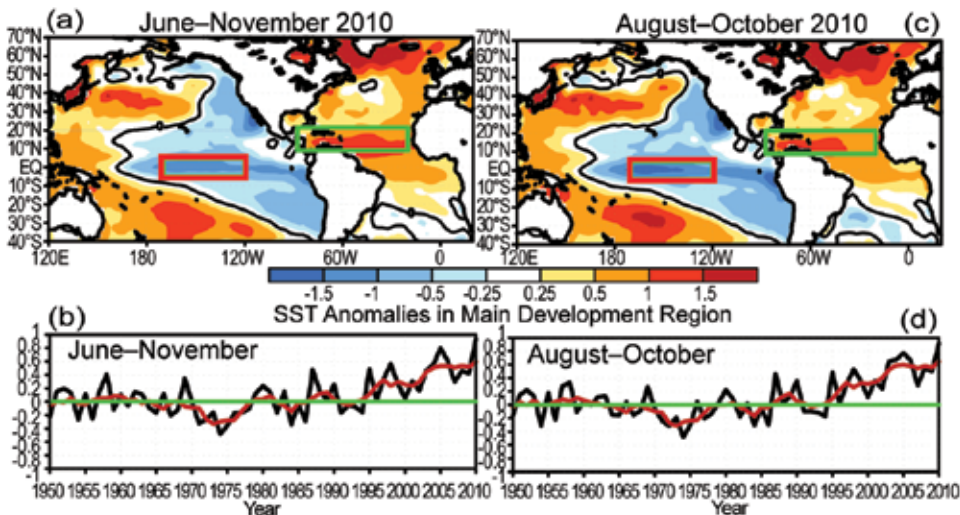 (a) June–November 2010
August–October 2010 (c)
70°N
60°N
50°N
40°N
30°N
20°N
10°N
EQ
10°S
20°S
30°S
40°S
120E 180 120W 60W 0
70°N
60°N
50°N
40°N
30°N
20°N
10°N
EQ
10°S
20°S
30°S
40°S
120E 180 120W 60W 0
-1.5 -1 -0.5 -0.25 0.25 0.5 1 1.5
SST Anomalies in Main Development Region
(b)
June–November
1
0.8
0.6
0.4
0.2
0
-0.2
-0.4
-0.6
-0.8
-1
1950 1955 1960 1965 1970 1975 1980 1985 1990 1995 2000 2005 2010
Year
(d)
August–October
1
0.8
0.6
0.4
0.2
0
-0.2
-0.4
-0.6
-0.8
-1
1950 1955 1960 1965 1970 1975 1980 1985 1990 1995 2000 2005 2010
Year